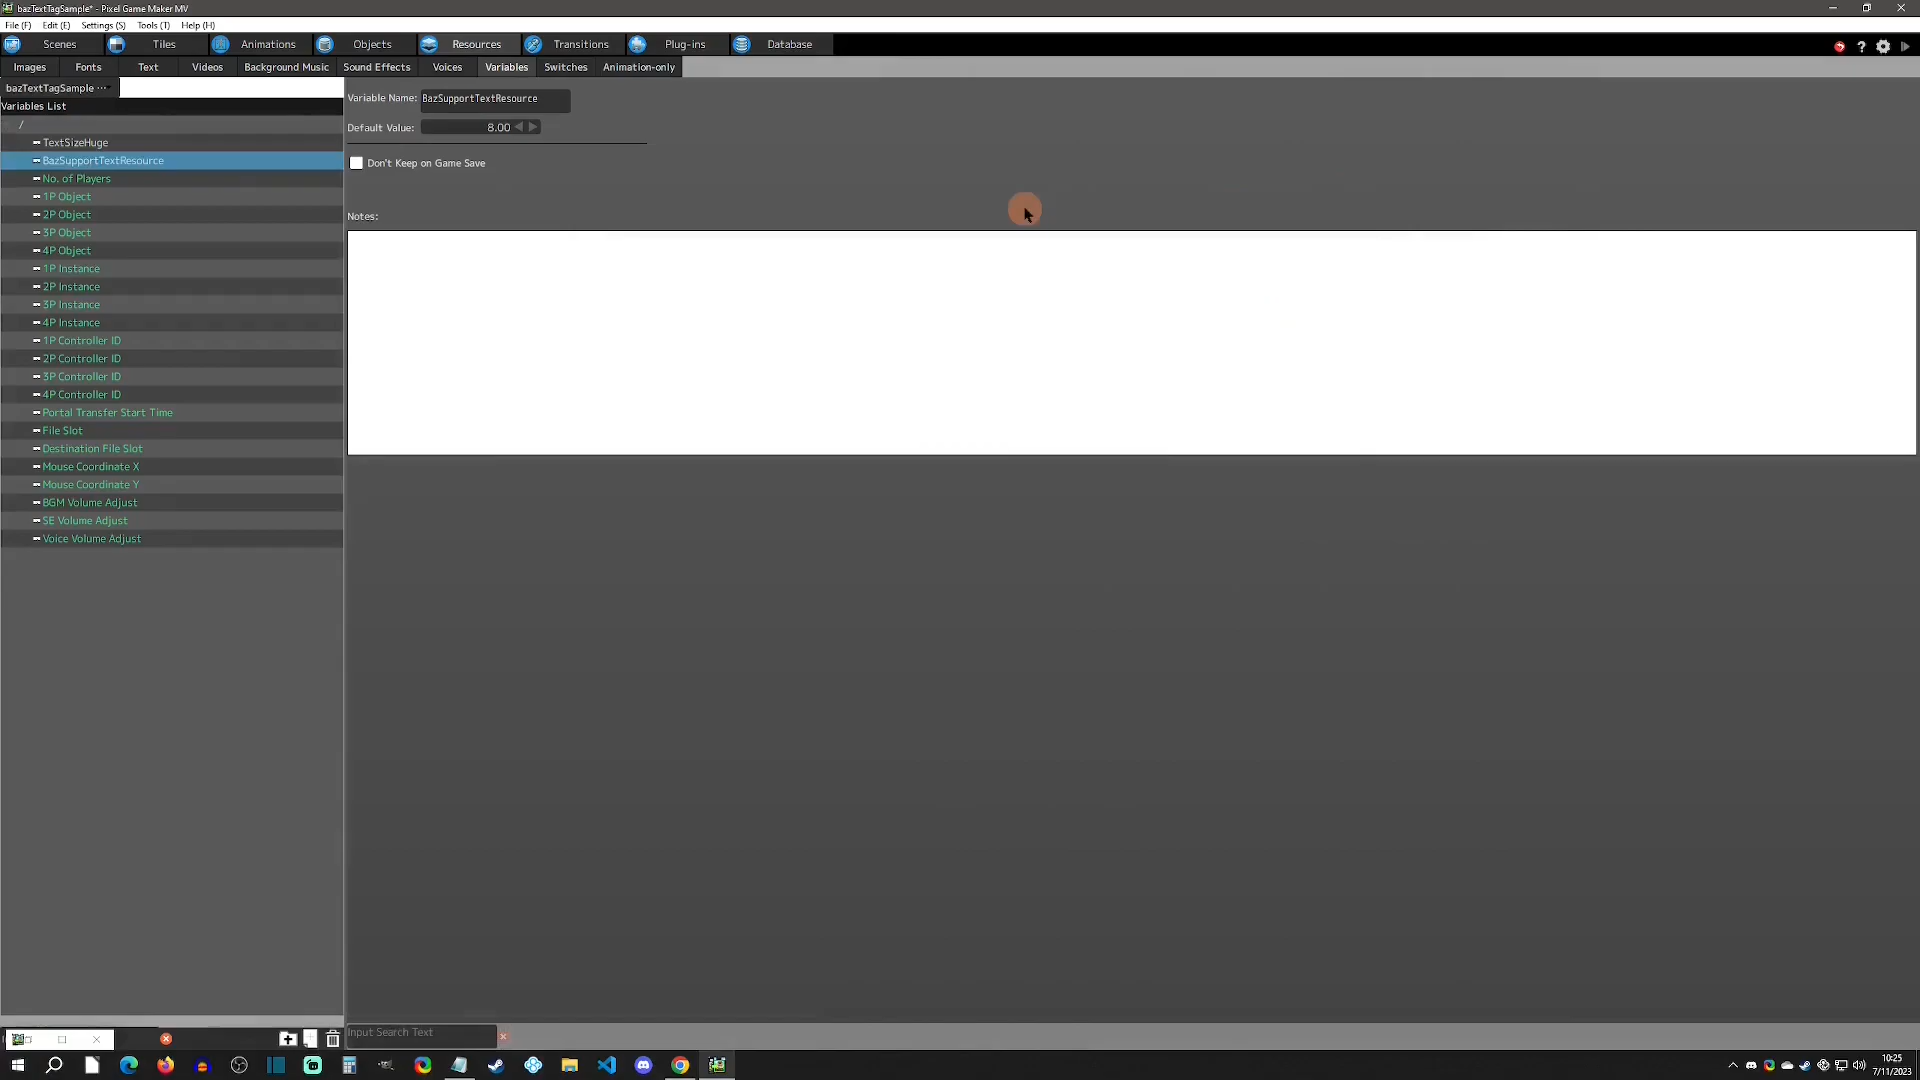 bazTextTagSample* - Pixel Game Maker MV
File (F) Edit (E) Settings (S) Tools (T) Help (H)
Scenes Tiles Animations Objects Resources Transitions Plug-ins Database
Images Fonts Text Videos Background Music Sound Effects Voices Variables Switches Animation-only
bazTextTagSample ···
Variables List
/
TextSizeHuge
BazSupportTextResource
No. of Players
1P Object
2P Object
3P Object
4P Object
1P Instance
2P Instance
3P Instance
4P Instance
1P Controller ID
2P Controller ID
3P Controller ID
4P Controller ID
Portal Transfer Start Time
File Slot
Destination File Slot
Mouse Coordinate X
Mouse Coordinate Y
BGM Volume Adjust
SE Volume Adjust
Voice Volume Adjust
Variable Name: BazSupportTextResource
Default Value: 8.00
Don't Keep on Game Save
Notes:
Input Search Text
10:25
7/11/2023